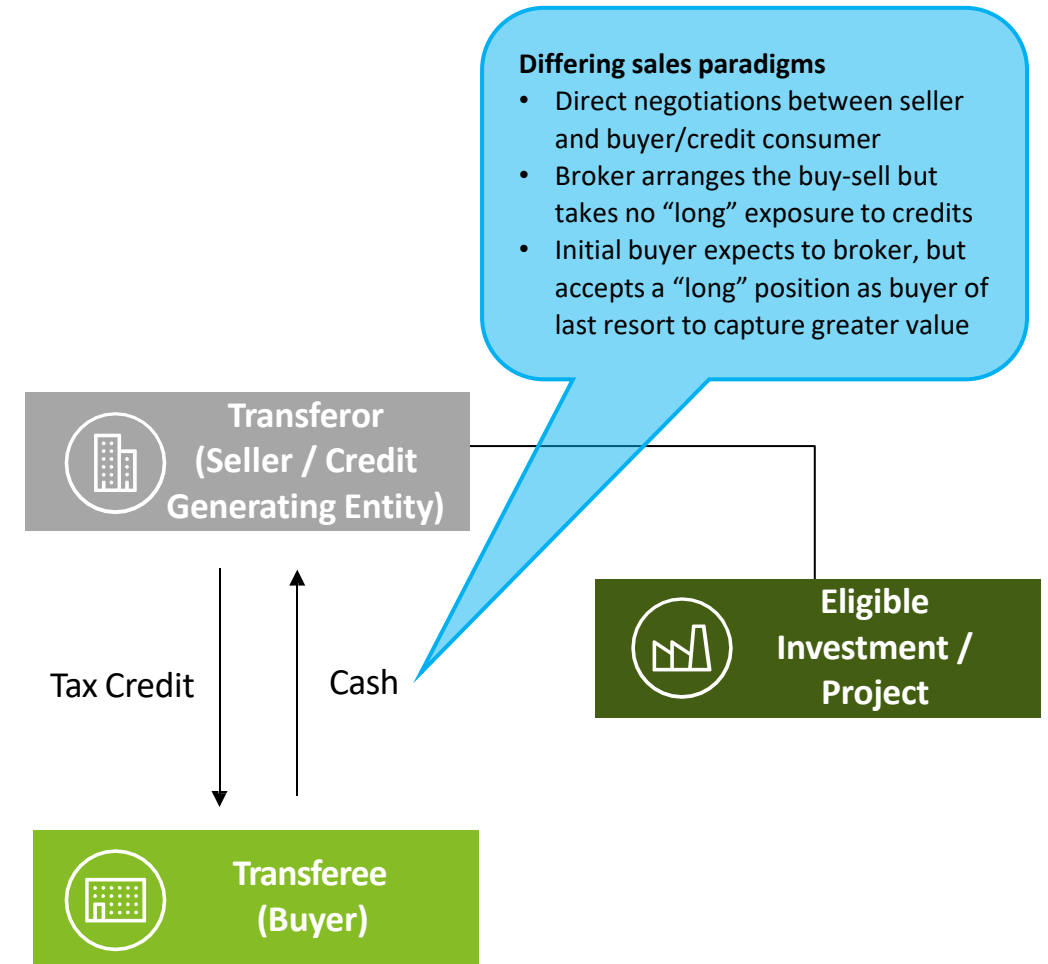 Differing sales paradigms
• Direct negotiations between seller
and buyer/credit consumer
• Broker arranges the buy-sell but
takes no “long” exposure to credits
• Initial buyer expects to broker, but
accepts a “long” position as buyer of
last resort to capture greater value
Transferor
(Seller / Credit
Generating Entity)
Eligible
Investment /
Project
Tax Credit
Cash
Transferee
(Buyer)